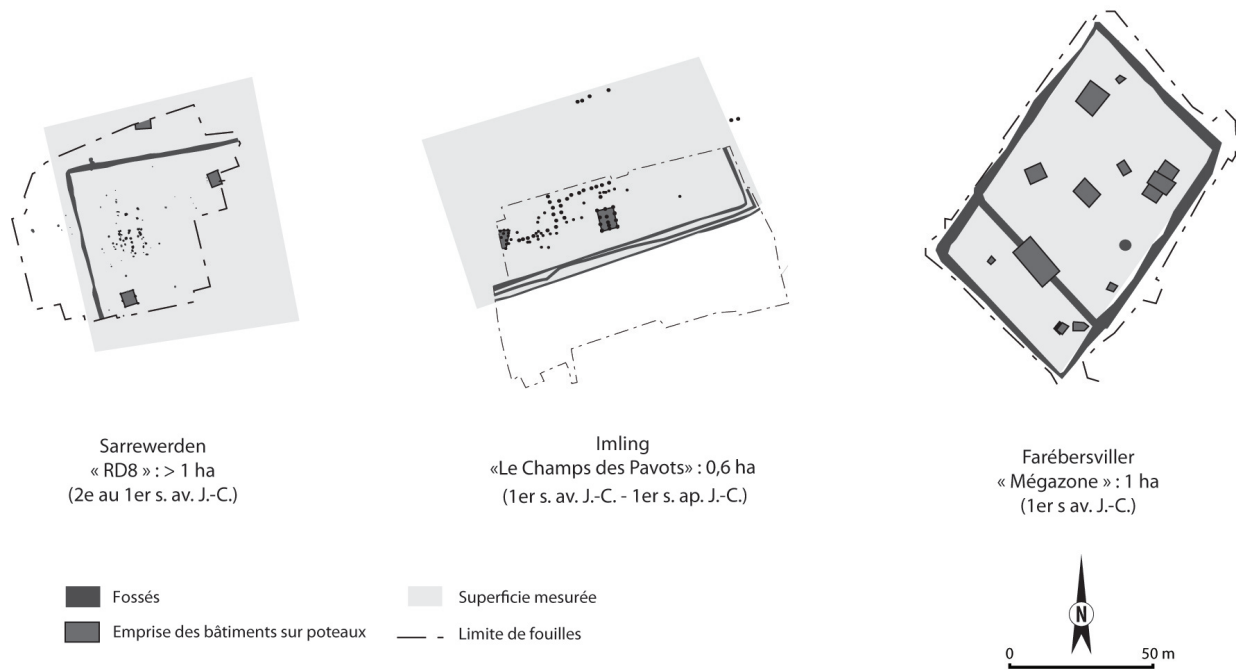 Sarrewerden
« RD8 » : > 1 ha
(2e au 1er s. av. J.-C.)
Imling
«Le Champs des Pavots» : 0,6 ha
(1er s. av. J.-C. - 1er s. ap. J.-C.)
Farébersviller
« Mégazone » : 1 ha
(1er s av. J.-C.)
Fossés
Emprise des bâtiments sur poteaux
Superficie mesurée
Limite de fouilles
N
0 50 m